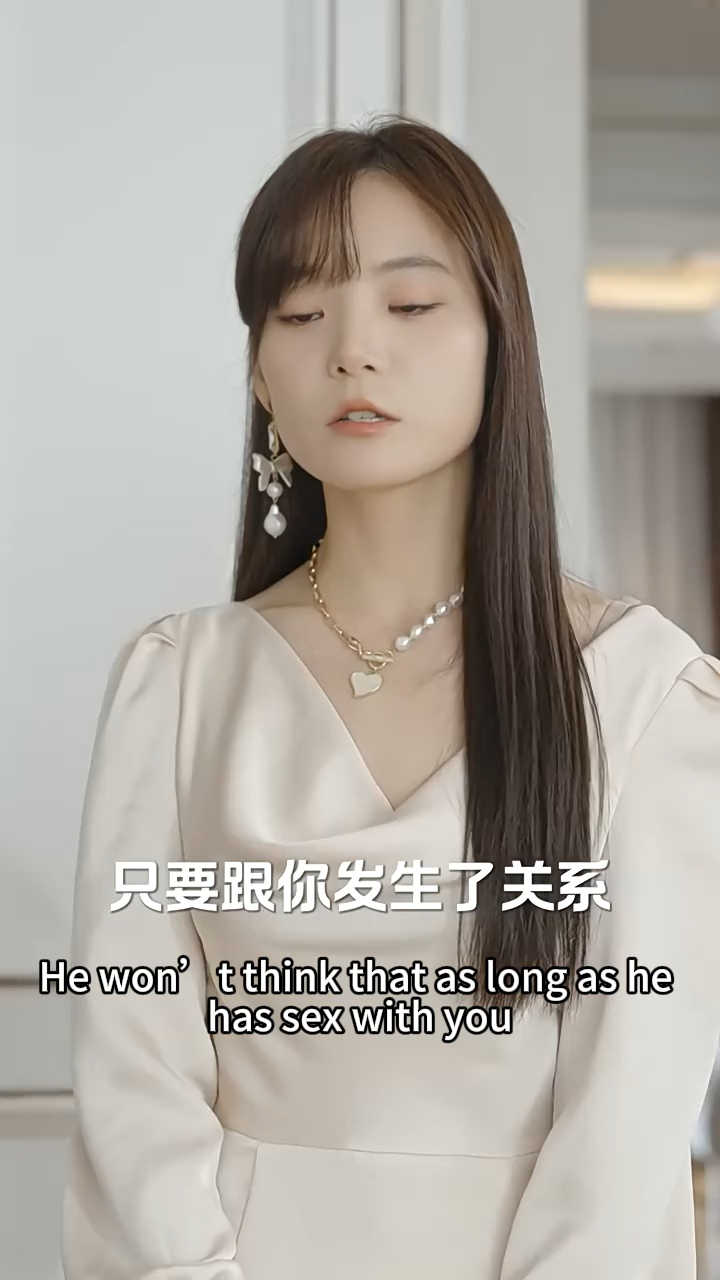 只要跟你发生了关系
He won’t think that as long as he
has sex with you